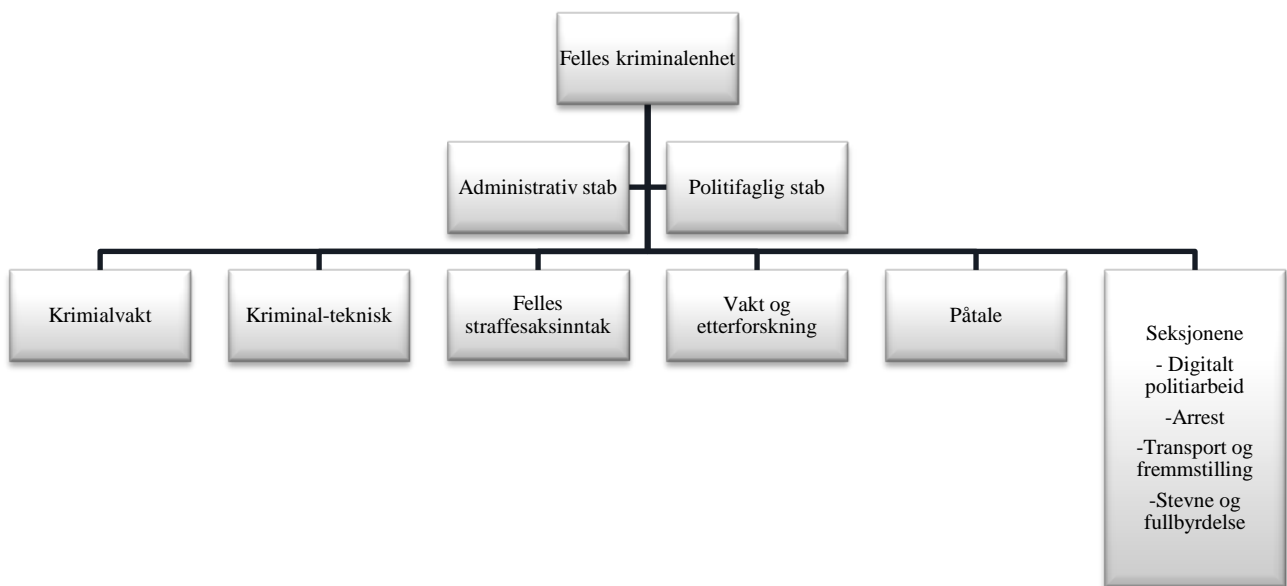 Felles kriminalenhet
Administrativ stab
Politifaglig stab
Krimialvakt
Kriminal-teknisk
Felles
straffesaksinntak
Vakt og
etterforskning
Påtale
Seksjonene
- Digitalt
politiarbeid
-Arrest
-Transport og
fremmstilling
-Stevne og
fullbyrdelse